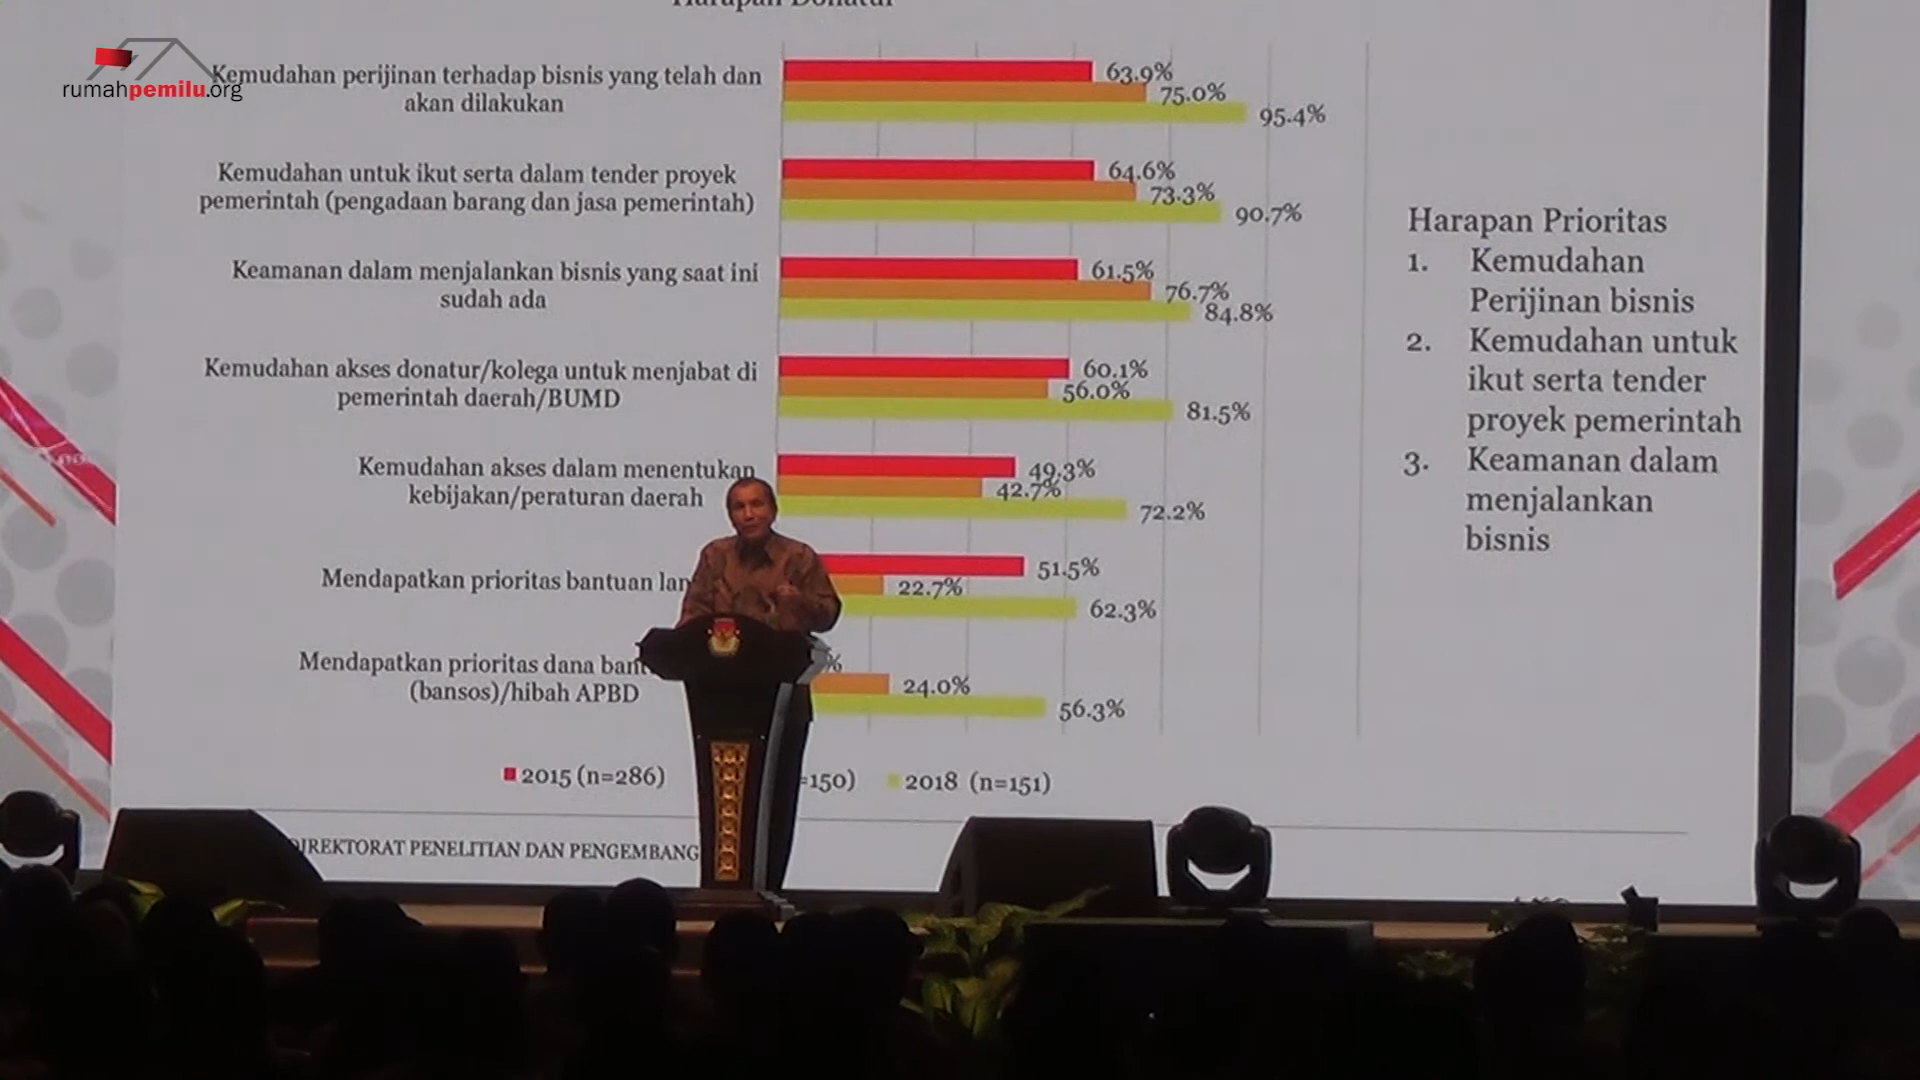 Harapan Donatur
rumahpemilu.org
Kemudahan perijinan terhadap bisnis yang telah dan
akan dilakukan
63.9%
75.0%
95.4%
Kemudahan untuk ikut serta dalam tender proyek
pemerintah (pengadaan barang dan jasa pemerintah)
64.6%
73.3%
90.7%
Keamanan dalam menjalankan bisnis yang saat ini
sudah ada
61.5%
76.7%
84.8%
Kemudahan akses donatur/kolega untuk menjabat di
pemerintah daerah/BUMD
60.1%
56.0%
81.5%
Kemudahan akses dalam menentukan
kebijakan/peraturan daerah
49.3%
42.7%
72.2%
Mendapatkan prioritas bantuan
51.5%
22.7%
62.3%
Mendapatkan prioritas dana
(bansos)/hibah APBD
%
24.0%
56.3%
2015 (n=286)
=150)
2018 (n=151)
Harapan Prioritas
1. Kemudahan
Perijinan bisnis
2. Kemudahan untuk
ikut serta tender
proyek pemerintah
3. Keamanan dalam
menjalankan
bisnis
DIREKTORAT PENELITIAN DAN PENGEMBANG